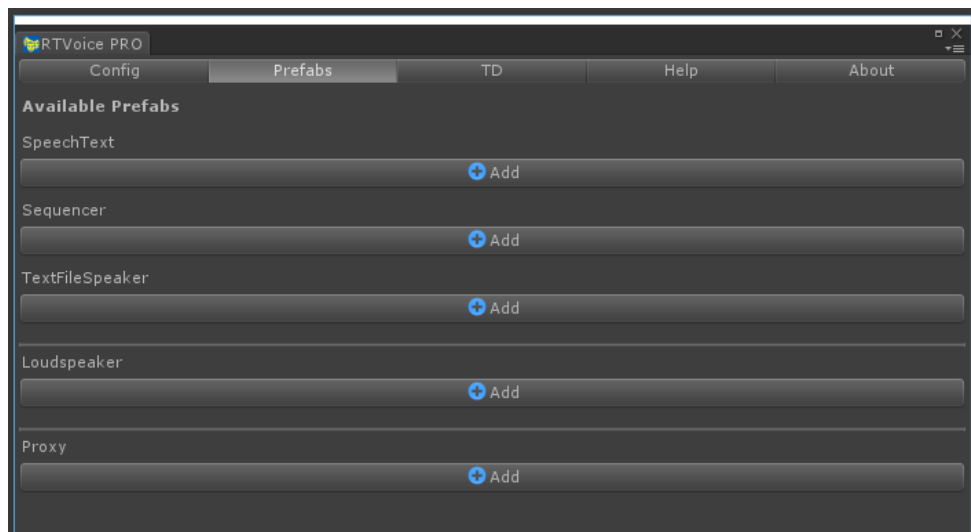 RTVoice PRO
Config Prefabs TD Help About
Available Prefabs
SpeechText
Add
Sequencer
Add
TextFileSpeaker
Add
Loudspeaker
Add
Proxy
Add